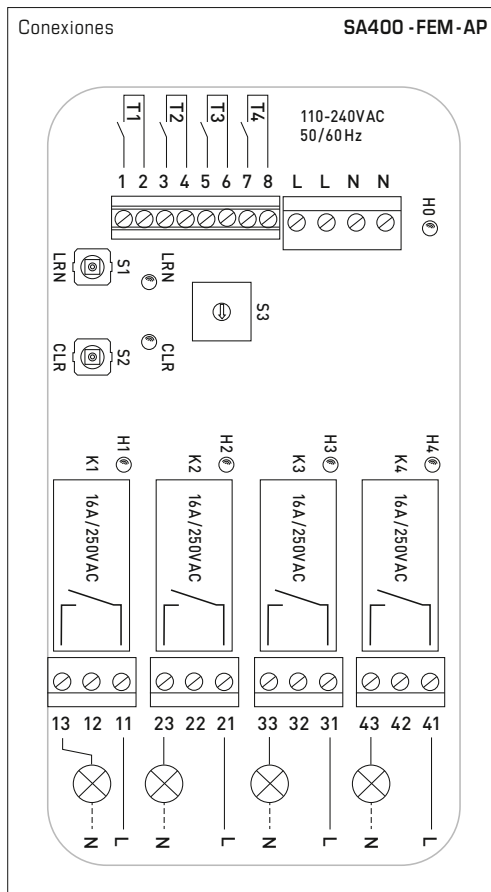 Conexiones
SA400 -FEM-AP
T1 T2 T3 T4
110-240VAC
50/60Hz
1 2 3 4 5 6 7 8 L L N N
H0
LRN S1 LRN
S3
CLR S2 CLR
K1 H1 K2 H2 K3 H3 K4 H4
16A/250VAC 16A/250VAC 16A/250VAC 16A/250VAC
13 12 11 23 22 21 33 32 31 43 42 41
N L N L N L N L